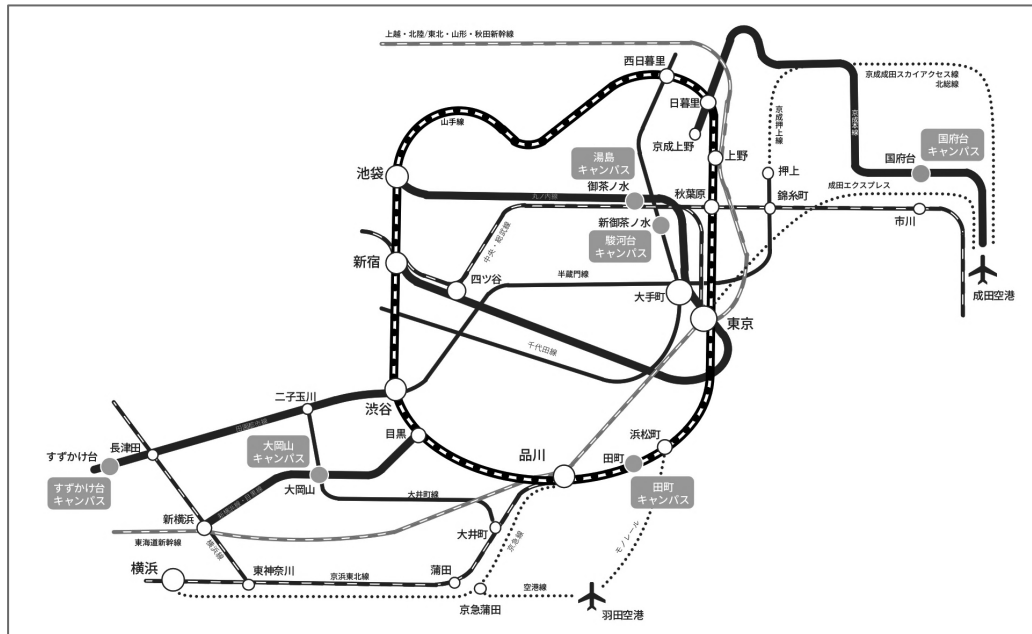 上越・北陸/東北・山形・秋田新幹線
西日暮里
京成成田スカイアクセス線
北総線
日暮里
京成押上線
京成本線
山手線
京成上野
国府台
キャンパス
湯島
キャンパス
上野
国府台
池袋
御茶ノ水
押上
成田エクスプレス
丸ノ内線
秋葉原
錦糸町
新御茶ノ水
市川
中央・総武線
駿河台
キャンパス
新宿
四ツ谷
半蔵門線
大手町
成田空港
東京
千代田線
二子玉川
渋谷
田園都市線
目黒
浜松町
長津田
大岡山
キャンパス
品川
田町
すずかけ台
すずかけ台
キャンパス
大岡山
田町
キャンパス
大井町線
新横浜
大井町
京急線
モノレール
東海道新幹線
横浜線
横浜
東神奈川
京浜東北線
蒲田
空港線
京急蒲田
羽田空港